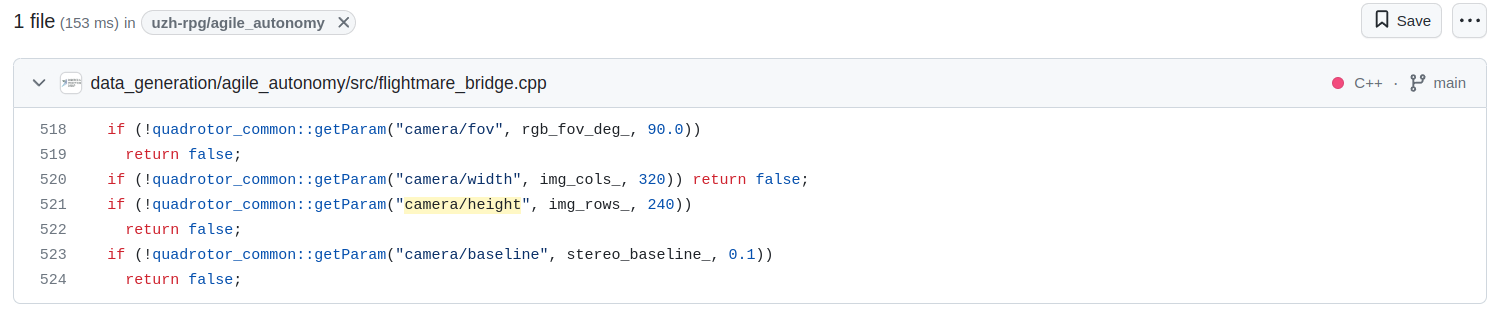 1 file (153 ms) in uzh-rpg/agile_autonomy
Save
data_generation/agile_autonomy/src/flightmare_bridge.cpp
C++ · main
518 if (!quadrotor_common::getParam("camera/fov", rgb_fov_deg_, 90.0))
519 return false;
520 if (!quadrotor_common::getParam("camera/width", img_cols_, 320)) return false;
521 if (!quadrotor_common::getParam("camera/height", img_rows_, 240))
522 return false;
523 if (!quadrotor_common::getParam("camera/baseline", stereo_baseline_, 0.1))
524 return false;